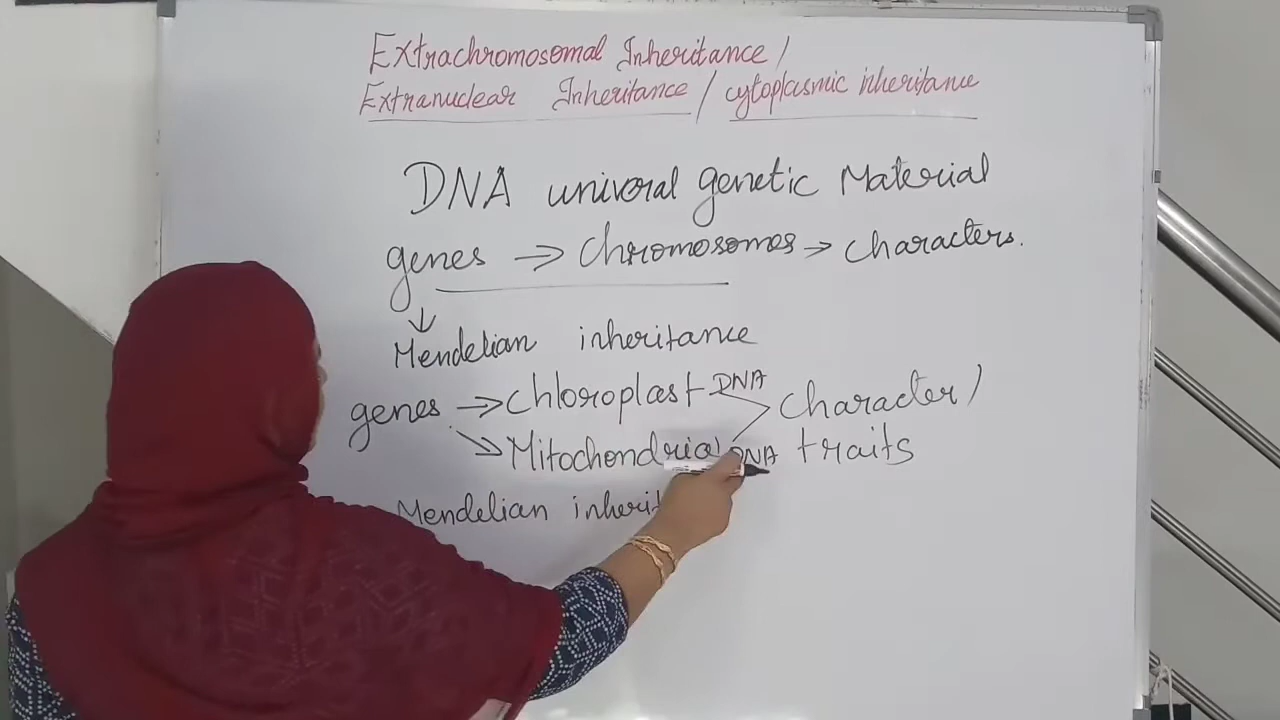 Extrachromosomal Inheritance/
Extranuclear Inheritance / cytoplasmic inheritance
DNA univeral genetic Material
genes → Chromosomes → characters.
↓
Mendelian inheritance
genes → Chloroplast DNA > Character /
→ Mitochondrial DNA traits
Mendelian